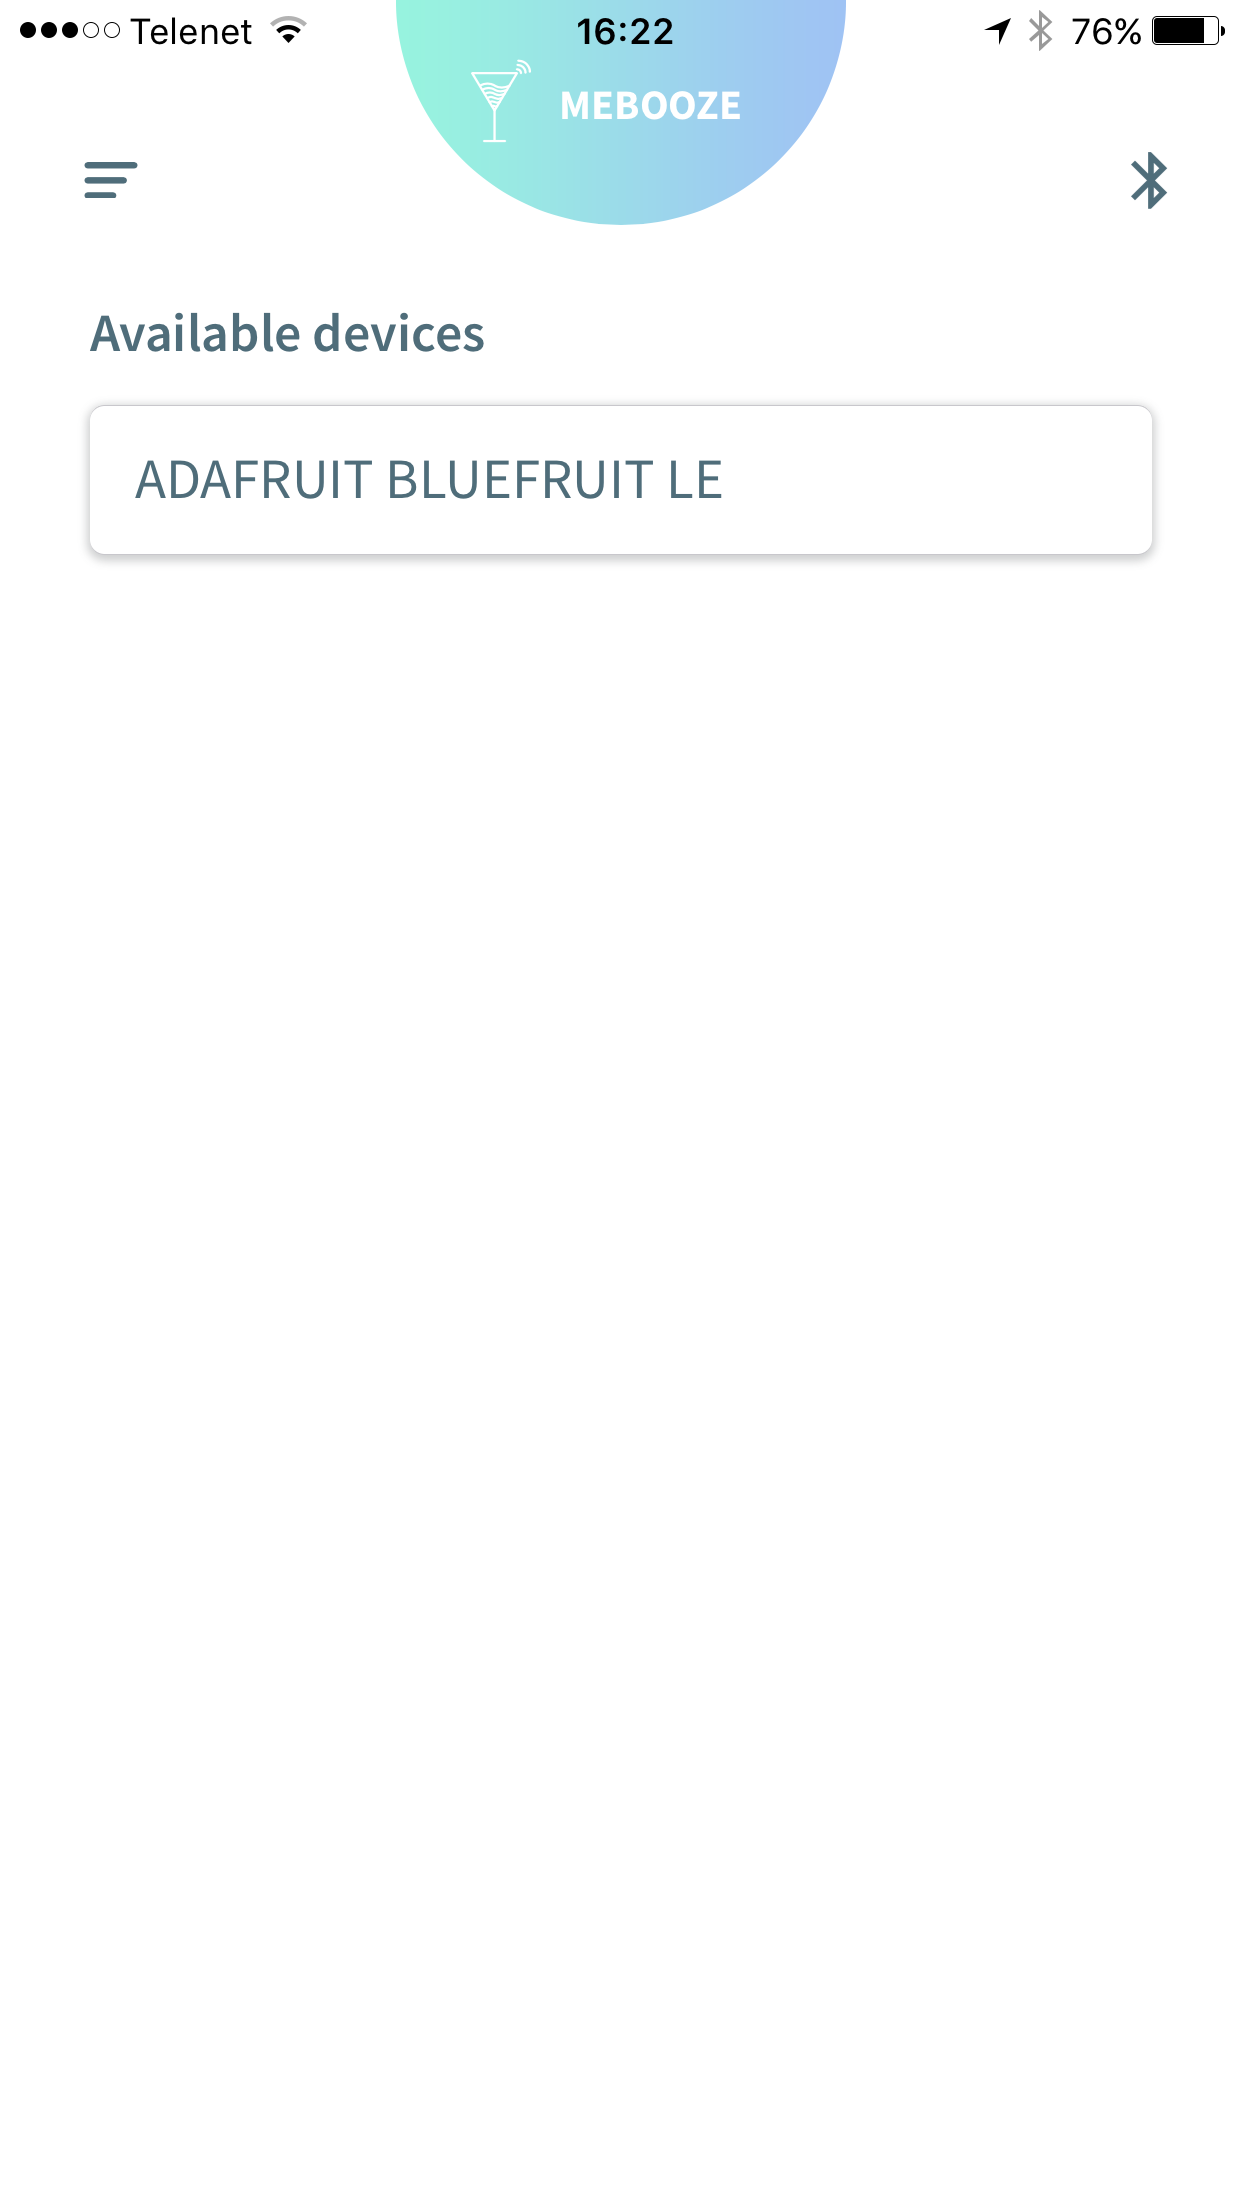 Telenet 16:22 76%
MEBOOZE
Available devices
ADAFRUIT BLUEFRUIT LE